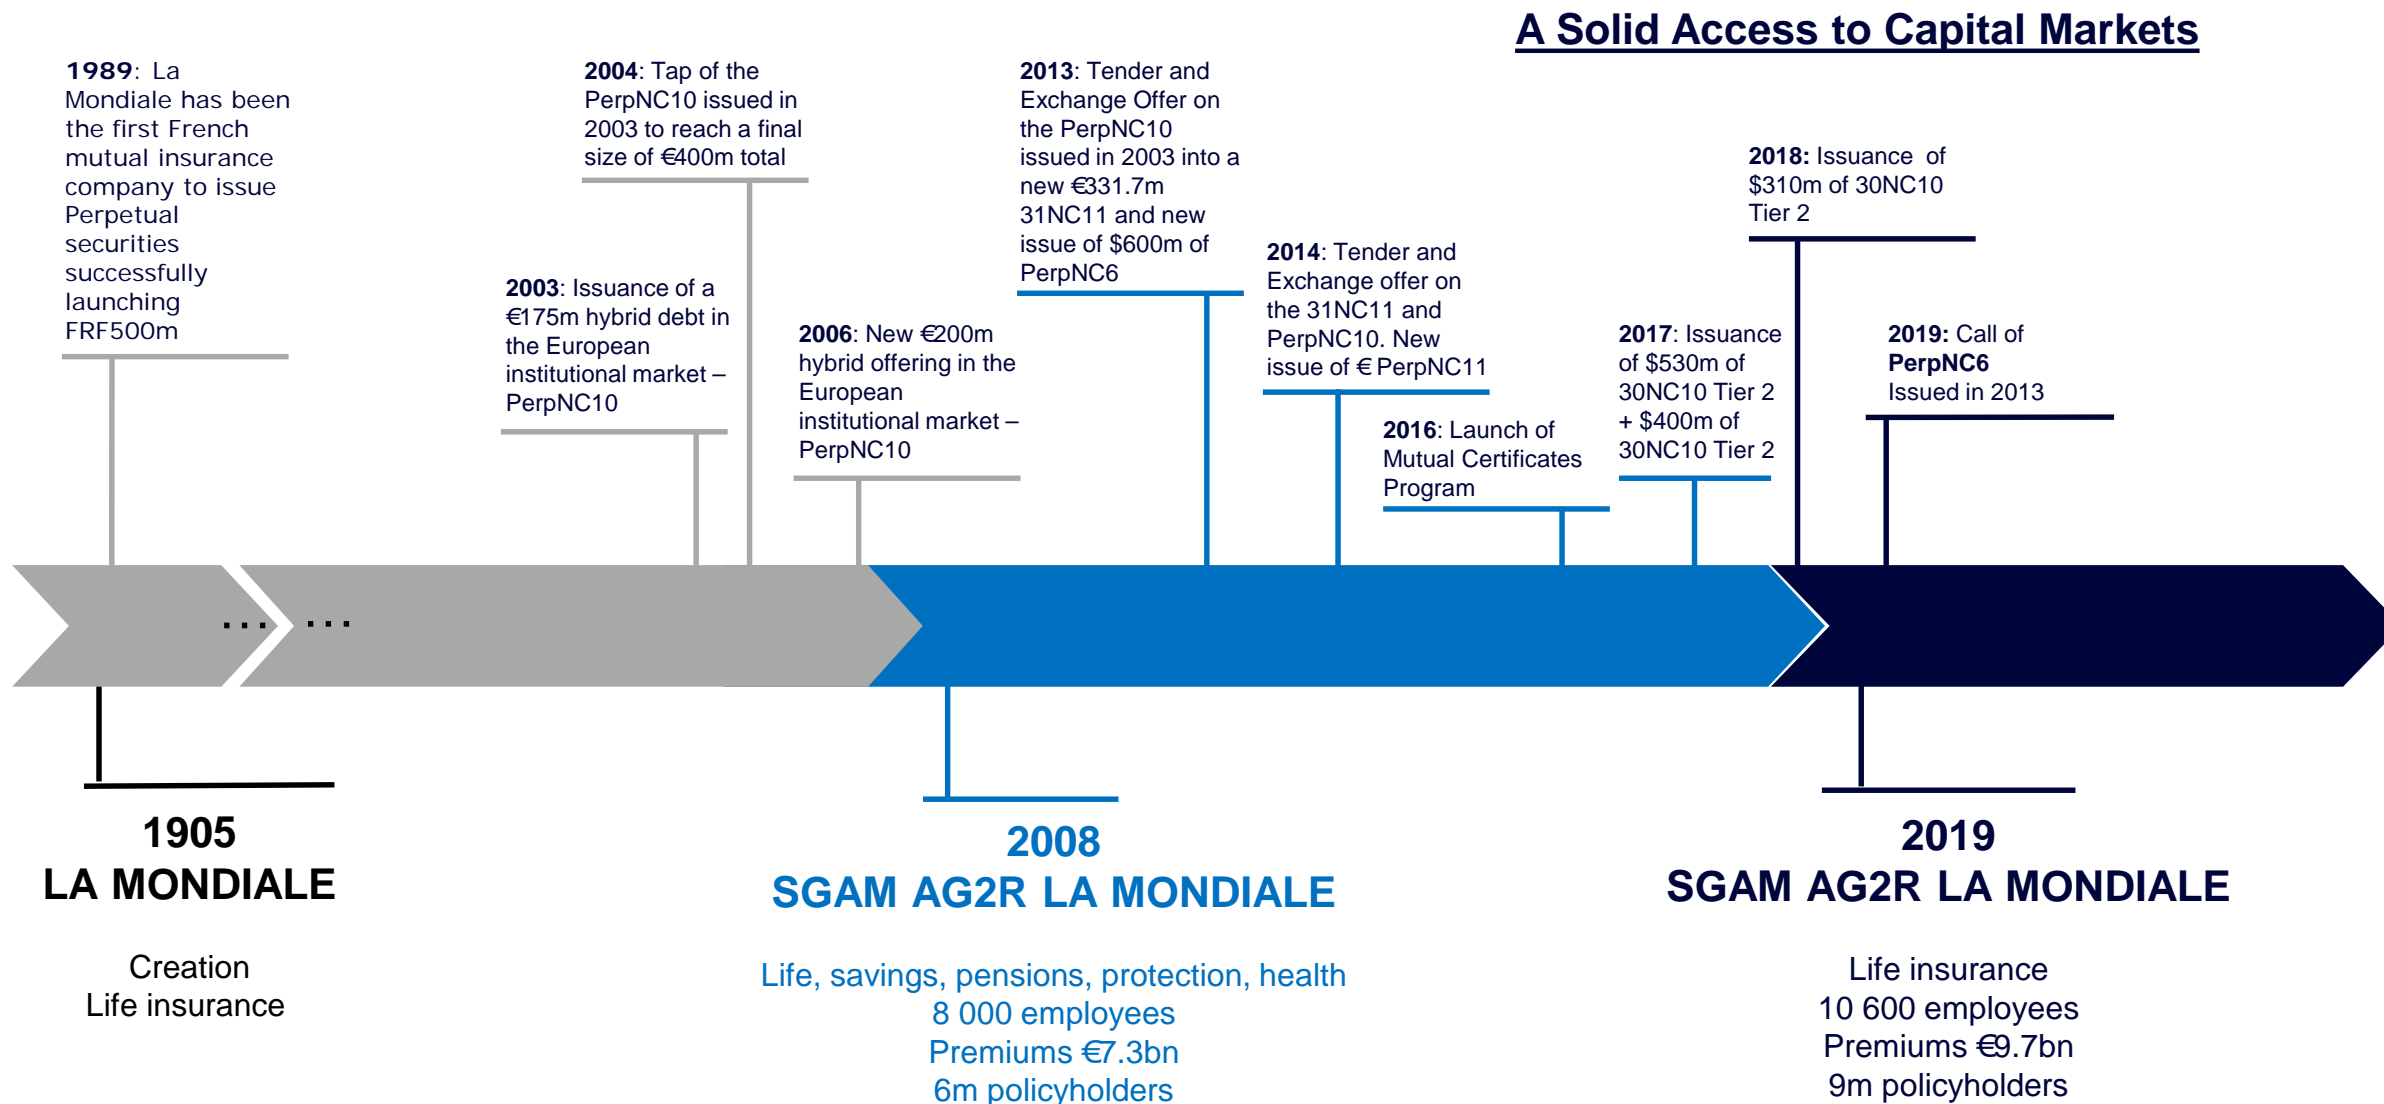 A Solid Access to Capital Markets
1989: La
Mondiale has been
the first French
mutual insurance
company to issue
Perpetual
securities
successfully
launching
FRF500m
2003: Issuance of a
€175m hybrid debt in
the European
institutional market –
PerpNC10
2004: Tap of the
PerpNC10 issued in
2003 to reach a final
size of €400m total
2006: New €200m
hybrid offering in the
European
institutional market –
PerpNC10
2013: Tender and
Exchange Offer on
the PerpNC10
issued in 2003 into a
new €331.7m
31NC11 and new
issue of $600m of
PerpNC6
2014: Tender and
Exchange offer on
the 31NC11 and
PerpNC10. New
issue of € PerpNC11
2016: Launch of
Mutual Certificates
Program
2017: Issuance
of $530m of
30NC10 Tier 2
+ $400m of
30NC10 Tier 2
2018: Issuance of
$310m of 30NC10
Tier 2
2019: Call of
PerpNC6
Issued in 2013
... ...
1905
LA MONDIALE
Creation
Life insurance
2008
SGAM AG2R LA MONDIALE
Life, savings, pensions, protection, health
8 000 employees
Premiums €7.3bn
6m policyholders
2019
SGAM AG2R LA MONDIALE
Life insurance
10 600 employees
Premiums €9.7bn
9m policyholders